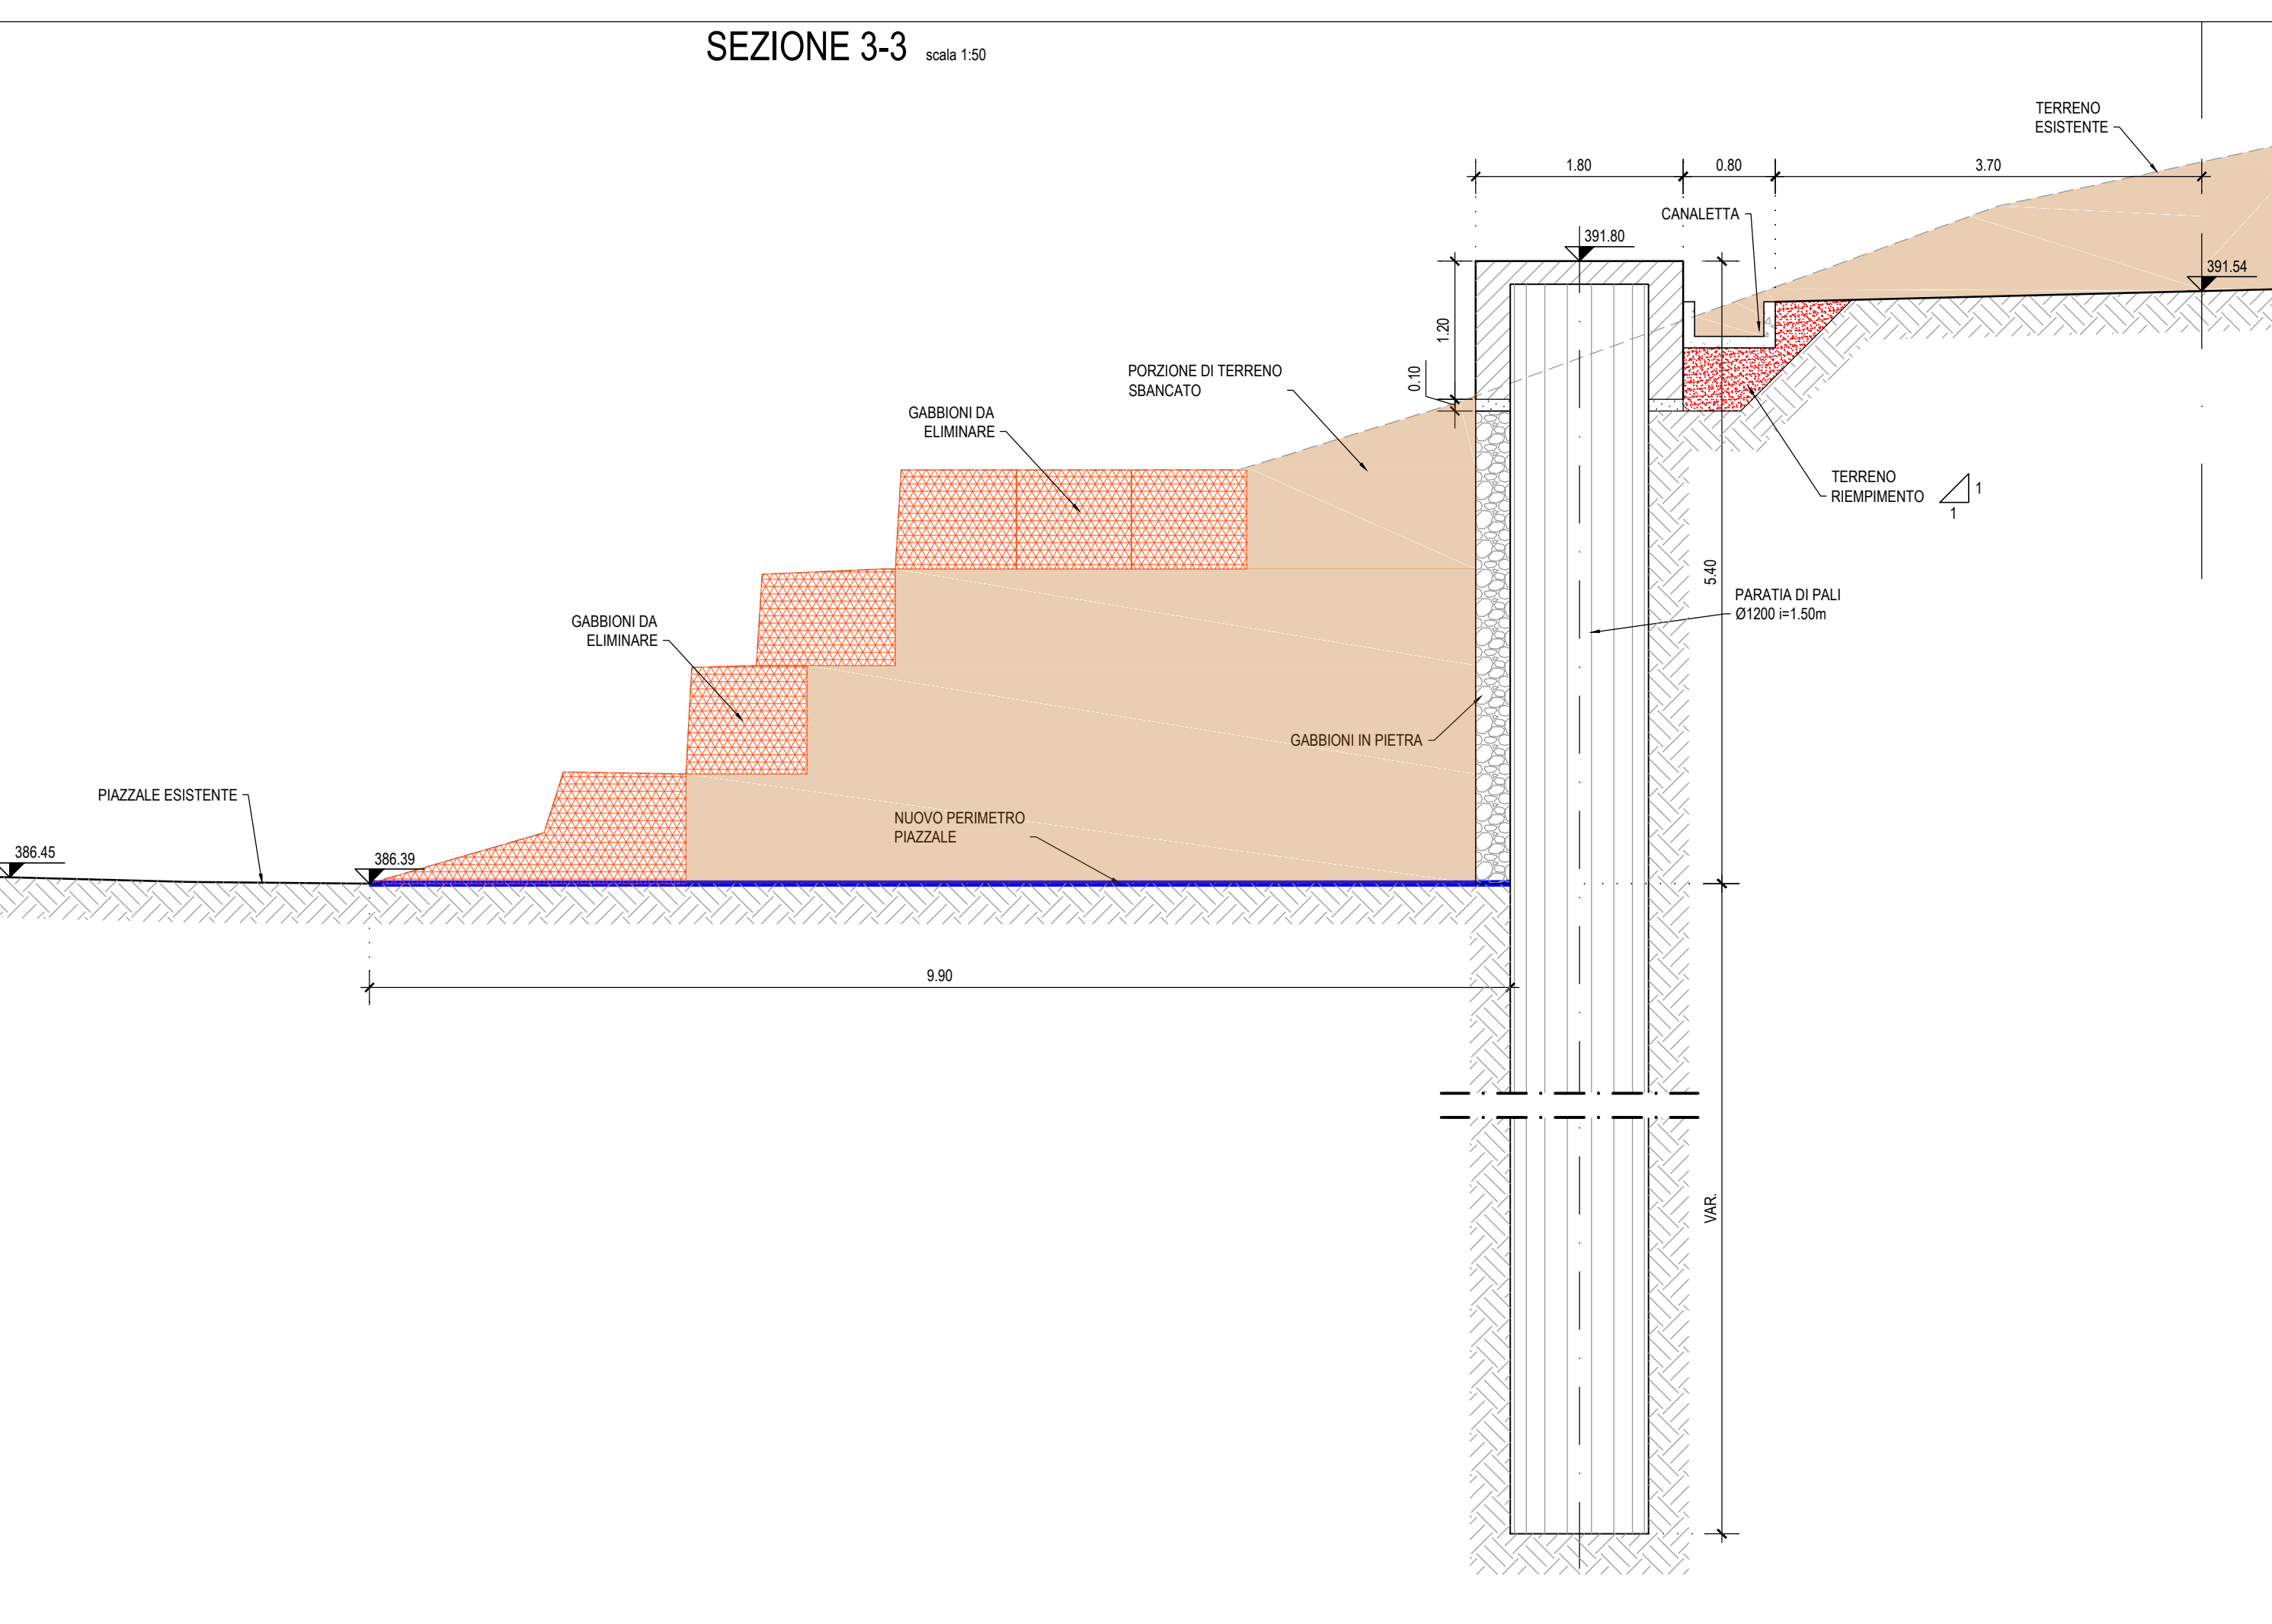 SEZIONE 3-3 scala 1:50
TERRENO
ESISTENTE
1.80
0.80
3.70
CANALETTA
391.80
391.54
1.20
0.10
PORZIONE DI TERRENO
SBANCATO
GABBIONI DA
ELIMINARE
TERRENO
RIEMPIMENTO
1
1
5.40
PARATIA DI PALI
Ø1200 i=1.50m
GABBIONI DA
ELIMINARE
GABBIONI IN PIETRA
PIAZZALE ESISTENTE
NUOVO PERIMETRO
PIAZZALE
386.45
386.39
9.90
VAR.